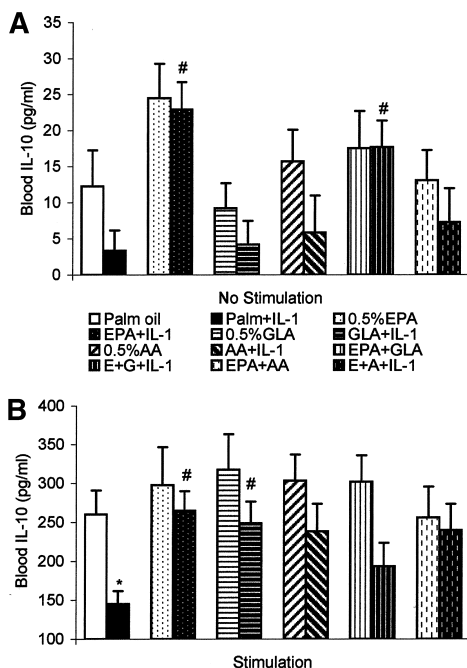 A
Blood IL-10 (pg/ml)
35
30
25
20
15
10
5
0
#
#
No Stimulation
Palm oil Palm+IL-1 0.5%EPA
EPA+IL-1 0.5%GLA GLA+IL-1
0.5%AA AA+IL-1 EPA+GLA
E+G+IL-1 EPA+AA E+A+IL-1
B
Blood IL-10 (pg/ml)
400
350
300
250
200
150
100
*
#
#
Stimulation